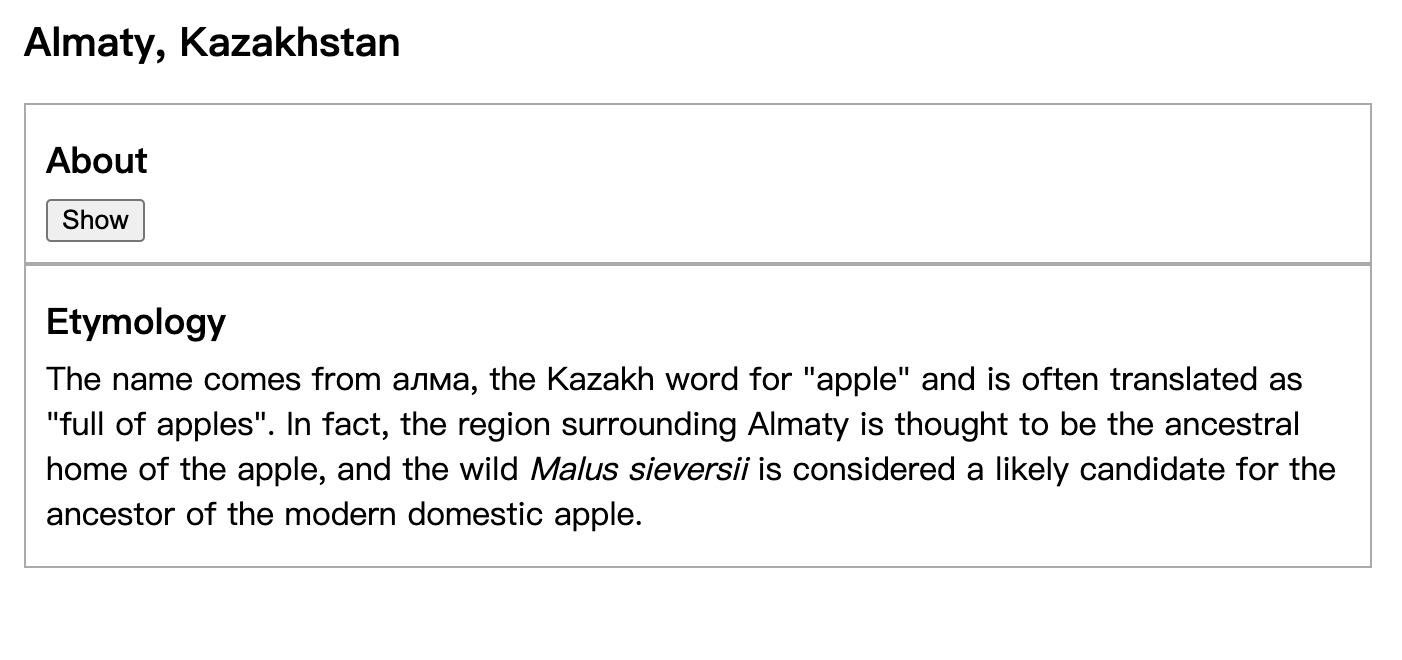 Almaty, Kazakhstan
About
Show
Etymology
The name comes from алма, the Kazakh word for "apple" and is often translated as
"full of apples". In fact, the region surrounding Almaty is thought to be the ancestral
home of the apple, and the wild Malus sieversii is considered a likely candidate for the
ancestor of the modern domestic apple.